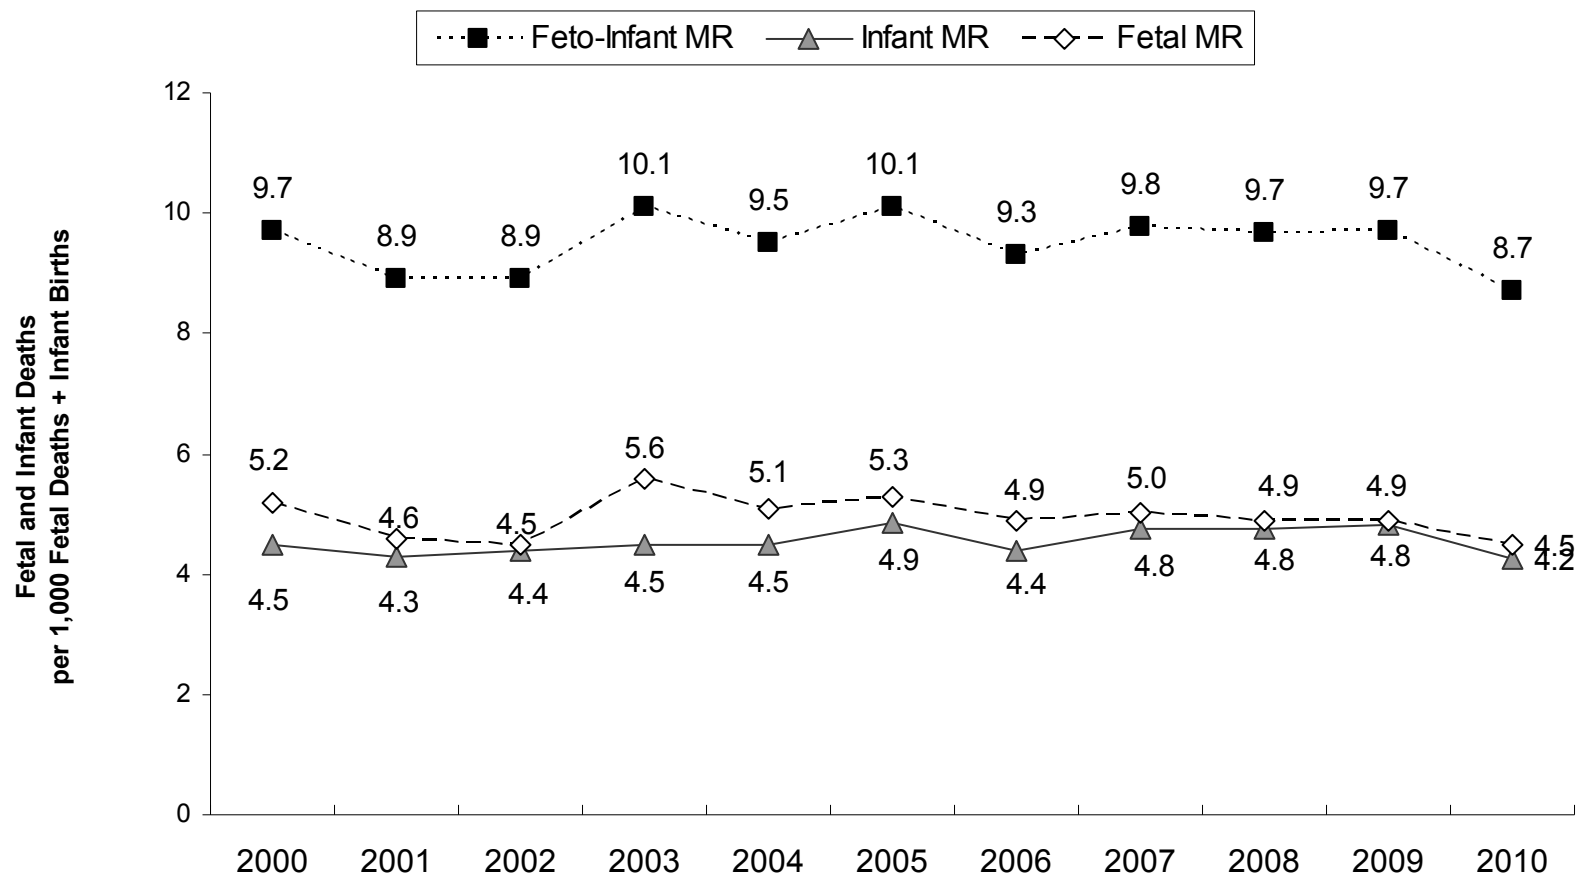 Feto-Infant MR Infant MR Fetal MR
Fetal and Infant Deaths
per 1,000 Fetal Deaths + Infant Births
12
10
8
6
4
2
0
9.7 8.9 8.9 10.1 9.5 10.1 9.3 9.8 9.7 9.7 8.7
5.2 4.6 4.5 5.6 5.1 5.3 4.9 5.0 4.9 4.9 4.5
4.5 4.3 4.4 4.5 4.5 4.9 4.4 4.8 4.8 4.8 4.2
2000 2001 2002 2003 2004 2005 2006 2007 2008 2009 2010